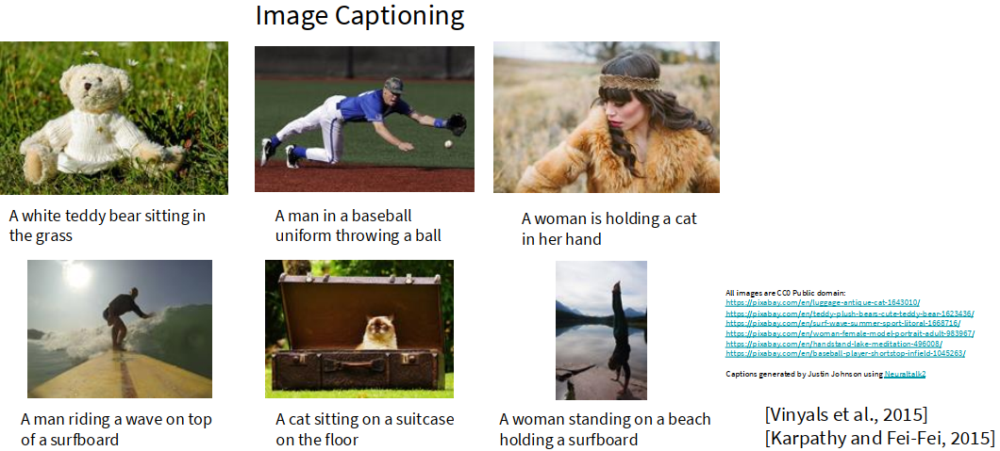 Image Captioning
A white teddy bear sitting in
the grass
A man in a baseball
uniform throwing a ball
A woman is holding a cat
in her hand
A man riding a wave on top
of a surfboard
A cat sitting on a suitcase
on the floor
A woman standing on a beach
holding a surfboard
All images are CC0 Public domain:
https://pixabay.com/en/luggage-antique-cat-1643010/
https://pixabay.com/en/teddy-plush-bears-cute-teddy-bear-1623436/
https://pixabay.com/en/surf-wave-summer-sport-litoral-1668716/
https://pixabay.com/en/woman-female-model-portrait-adult-983967/
https://pixabay.com/en/handstand-lake-meditation-496008/
https://pixabay.com/en/baseball-player-shortstop-infield-1045263/
Captions generated by Justin Johnson using Neuraltalk2
[Vinyals et al., 2015]
[Karpathy and Fei-Fei, 2015]